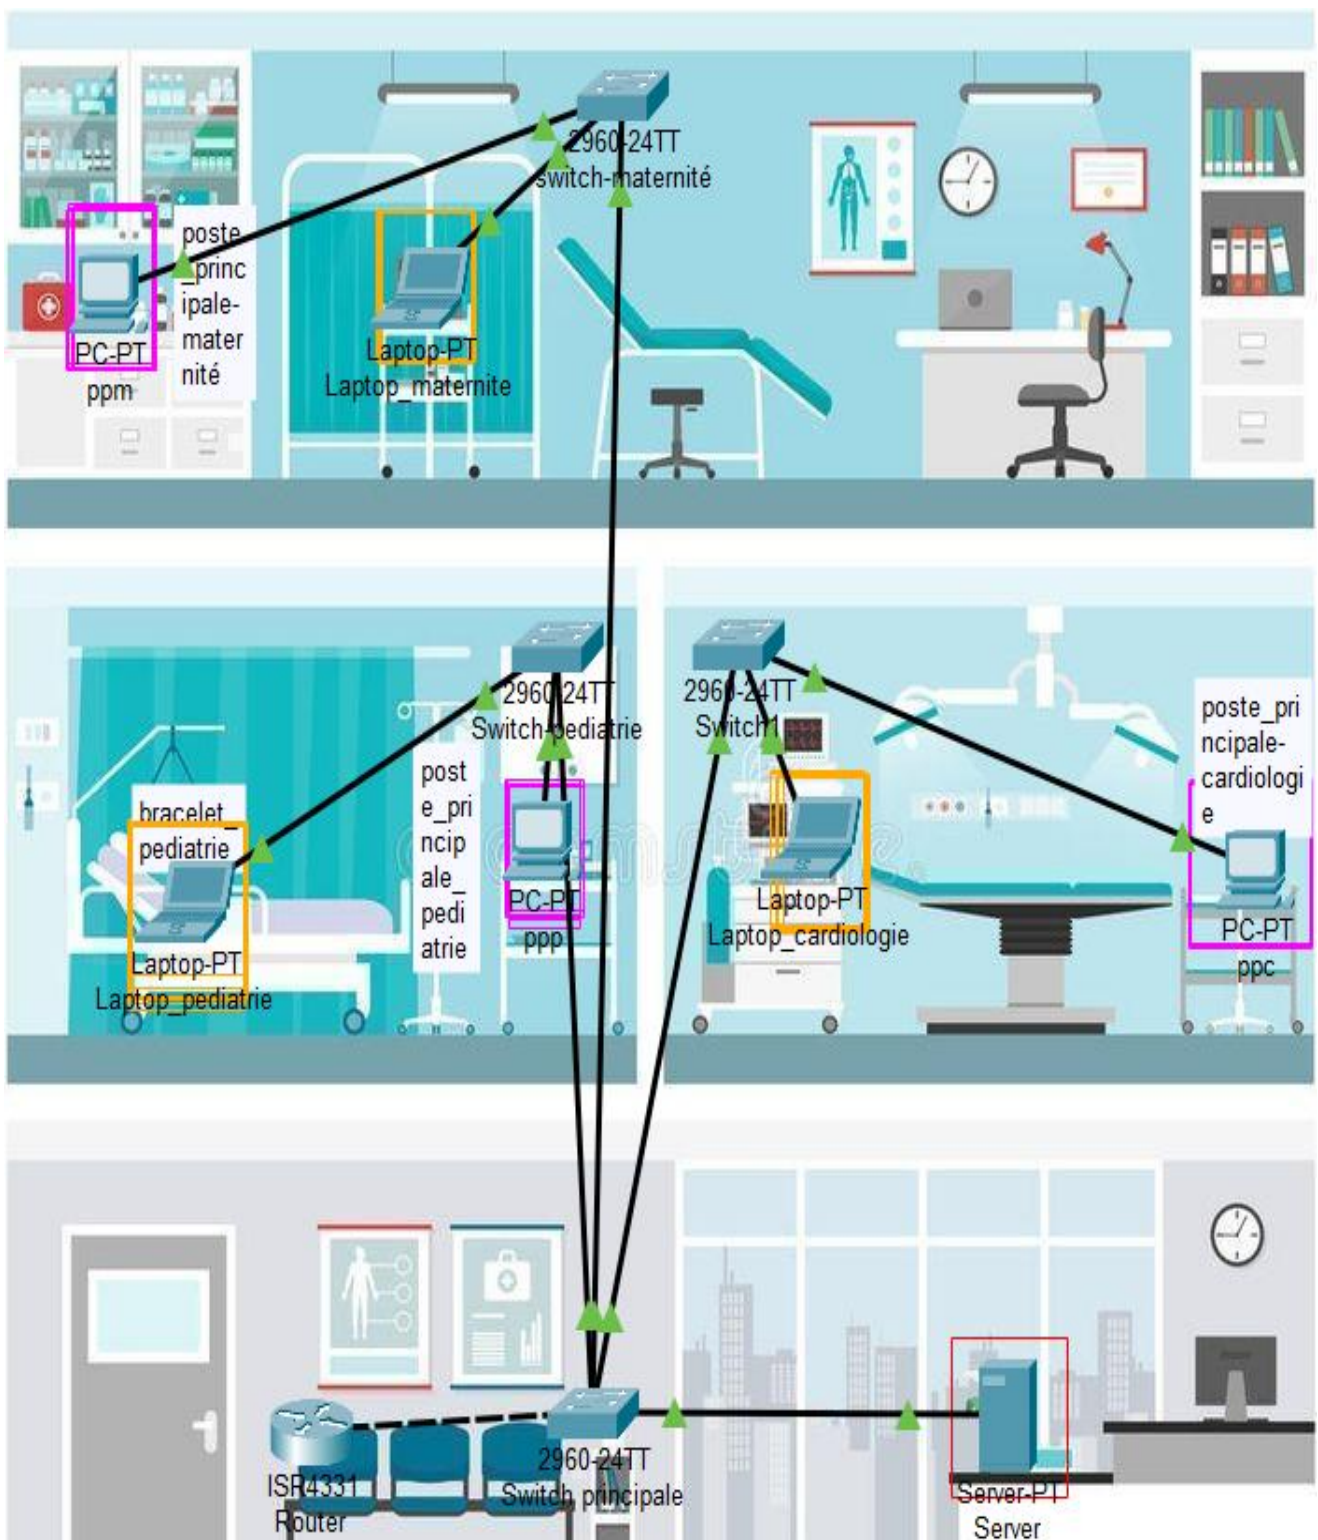 2960-24TT
switch-maternité
poste
_princ
ipale-
mater
nité
PC-PT
ppm
Laptop-PT
Laptop_maternite
2960-24TT
Switch-pediatrie
2960-24TT
Switch1
bracelet_
pediatrie
post
e_pri
ncip
ale_
pedi
atrie
PC-PT
ppp
Laptop-PT
Laptop_pediatrie
Laptop-PT
Laptop_cardiologie
poste_pri
ncipale-
cardiologi
e
PC-PT
ppc
ISR4331
Router
2960-24TT
Switch principale
Server-PT
Server